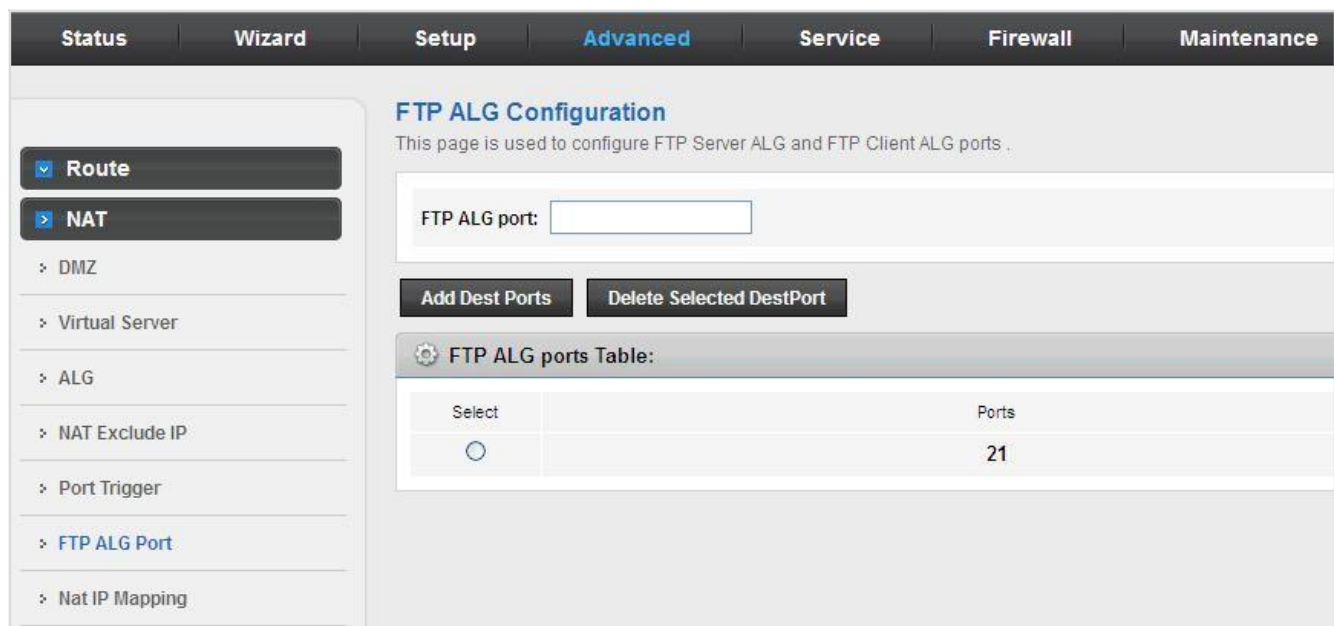 Status Wizard Setup Advanced Service Firewall Maintenance
Route
NAT
DMZ
Virtual Server
ALG
NAT Exclude IP
Port Trigger
FTP ALG Port
Nat IP Mapping
FTP ALG Configuration
This page is used to configure FTP Server ALG and FTP Client ALG ports .
FTP ALG port:
Add Dest Ports Delete Selected DestPort
FTP ALG ports Table:
Select Ports
21